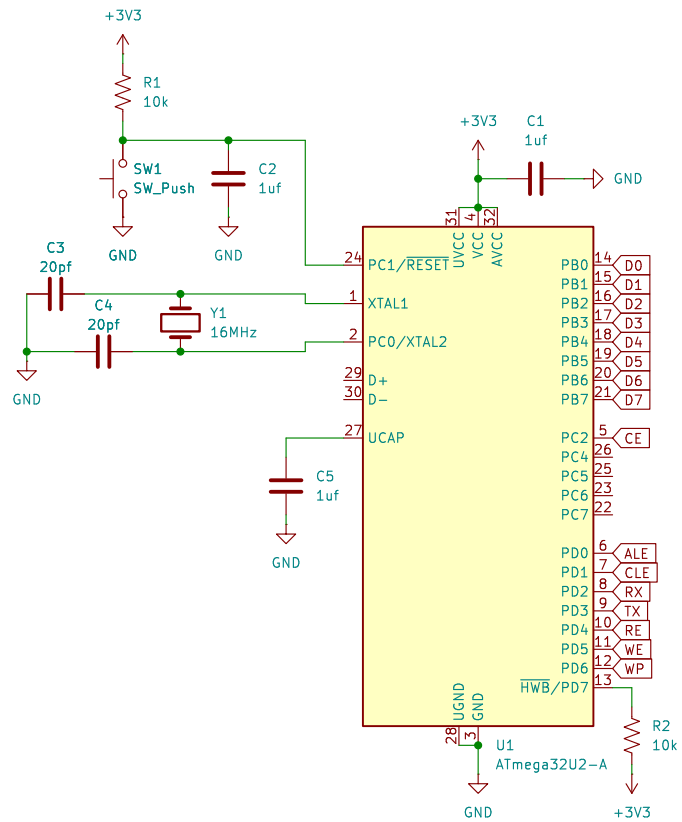 +3V3
R1
10k
SW1
SW_Push
GND
C2
1uf
GND
+3V3
C1
1uf
GND
C3
20pf
C4
20pf
Y1
16MHz
GND
C5
1uf
GND
31 4 32
UVCC VCC AVCC
24 PC1/RESET
1 XTAL1
2 PC0/XTAL2
29 D+
30 D-
27 UCAP
PB0 14 D0
PB1 15 D1
PB2 16 D2
PB3 17 D3
PB4 18 D4
PB5 19 D5
PB6 20 D6
PB7 21 D7
PC2 5 CE
PC4 26
PC5 25
PC6 23
PC7 22
PD0 6 ALE
PD1 7 CLE
PD2 8 RX
PD3 9 TX
PD4 10 RE
PD5 11 WE
PD6 12 WP
HWB/PD7 13
UGND GND
28 3
U1
ATmega32U2-A
GND
R2
10k
+3V3